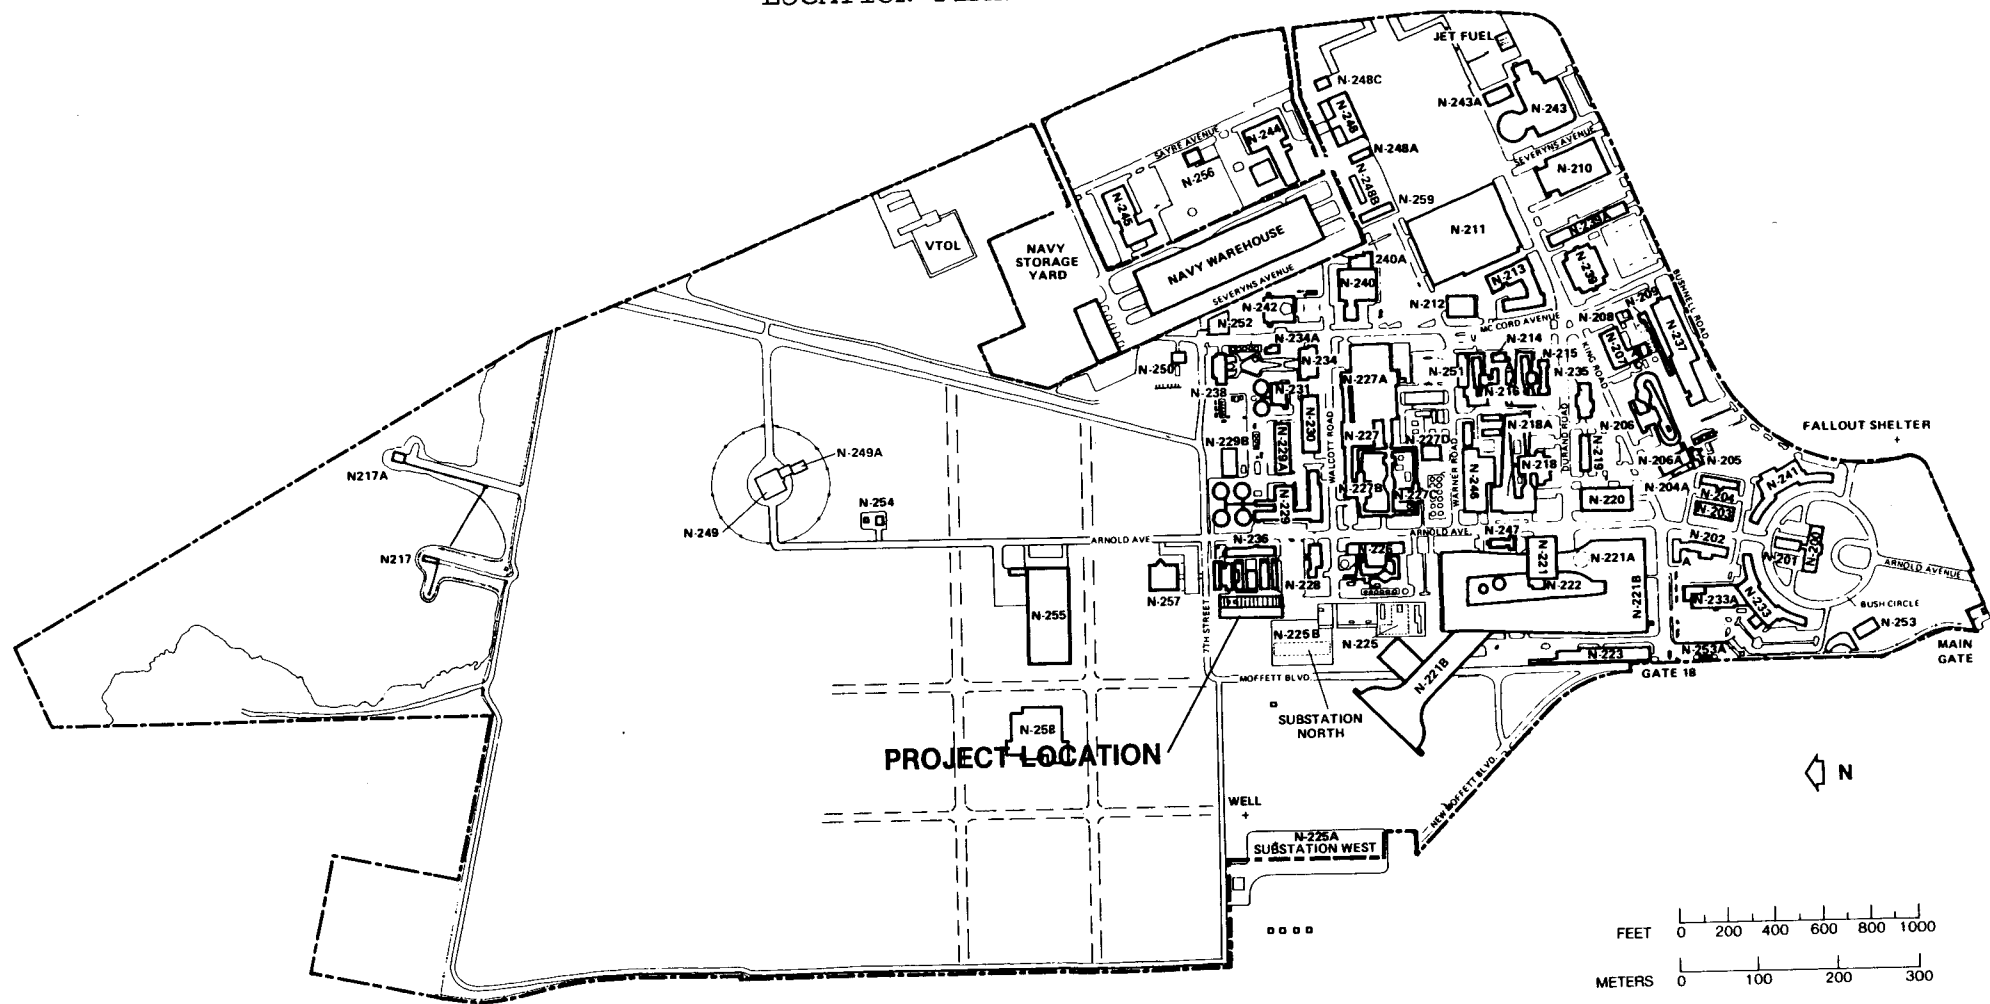 JET FUEL
N-248C
N-243A
N-243
N-248
N-244
SAYRE AVENUE
N-248A
SEVERYNS AVENUE
N-256
N-210
N-248B
N-259
N-245
N-239A
N-211
VTOL
NAVY
STORAGE
YARD
NAVY WAREHOUSE
240A
N-239
N-213
BUSHNELL ROAD
SEVERYNS AVENUE
N-240
N-209
N-242
N-212
N-208
N-252
MC CORD AVENUE
N-237
N-234A
N-214
N-207
N-215
N-234
KING ROAD
N-250
N-227A
N-251
N-235
N-238
N-231
N-216
N-230
WALCOTT ROAD
N-218A
DURAND ROAD
N-206
FALLOUT SHELTER
N-229B
N-229A
N-227
N-227D
WARNER ROAD
N-249A
N-219
N-206A
N-205
N-218
N217A
N-246
N-241
N-227B
N-227C
N-204A
N-204
N-220
N-254
N-229
N-203
N-249
ARNOLD AVE
N-236
ARNOLD AVE.
N-247
N-202
N-200
N217
N-226
N-221
N-221A
A
N-201
ARNOLD AVENUE
N-257
N-228
N-222
N-221B
N-233A
N-233
BUSH CIRCLE
N-255
7TH STREET
N-225B
N-225
N-253
N-223
N-253A
MAIN
GATE
GATE 18
MOFFETT BLVD.
N-221B
SUBSTATION
NORTH
N-258
PROJECT LOCATION
N
NEW MOFFETT BLVD.
WELL
N-225A
SUBSTATION WEST
FEET 0 200 400 600 800 1000
METERS 0 100 200 300